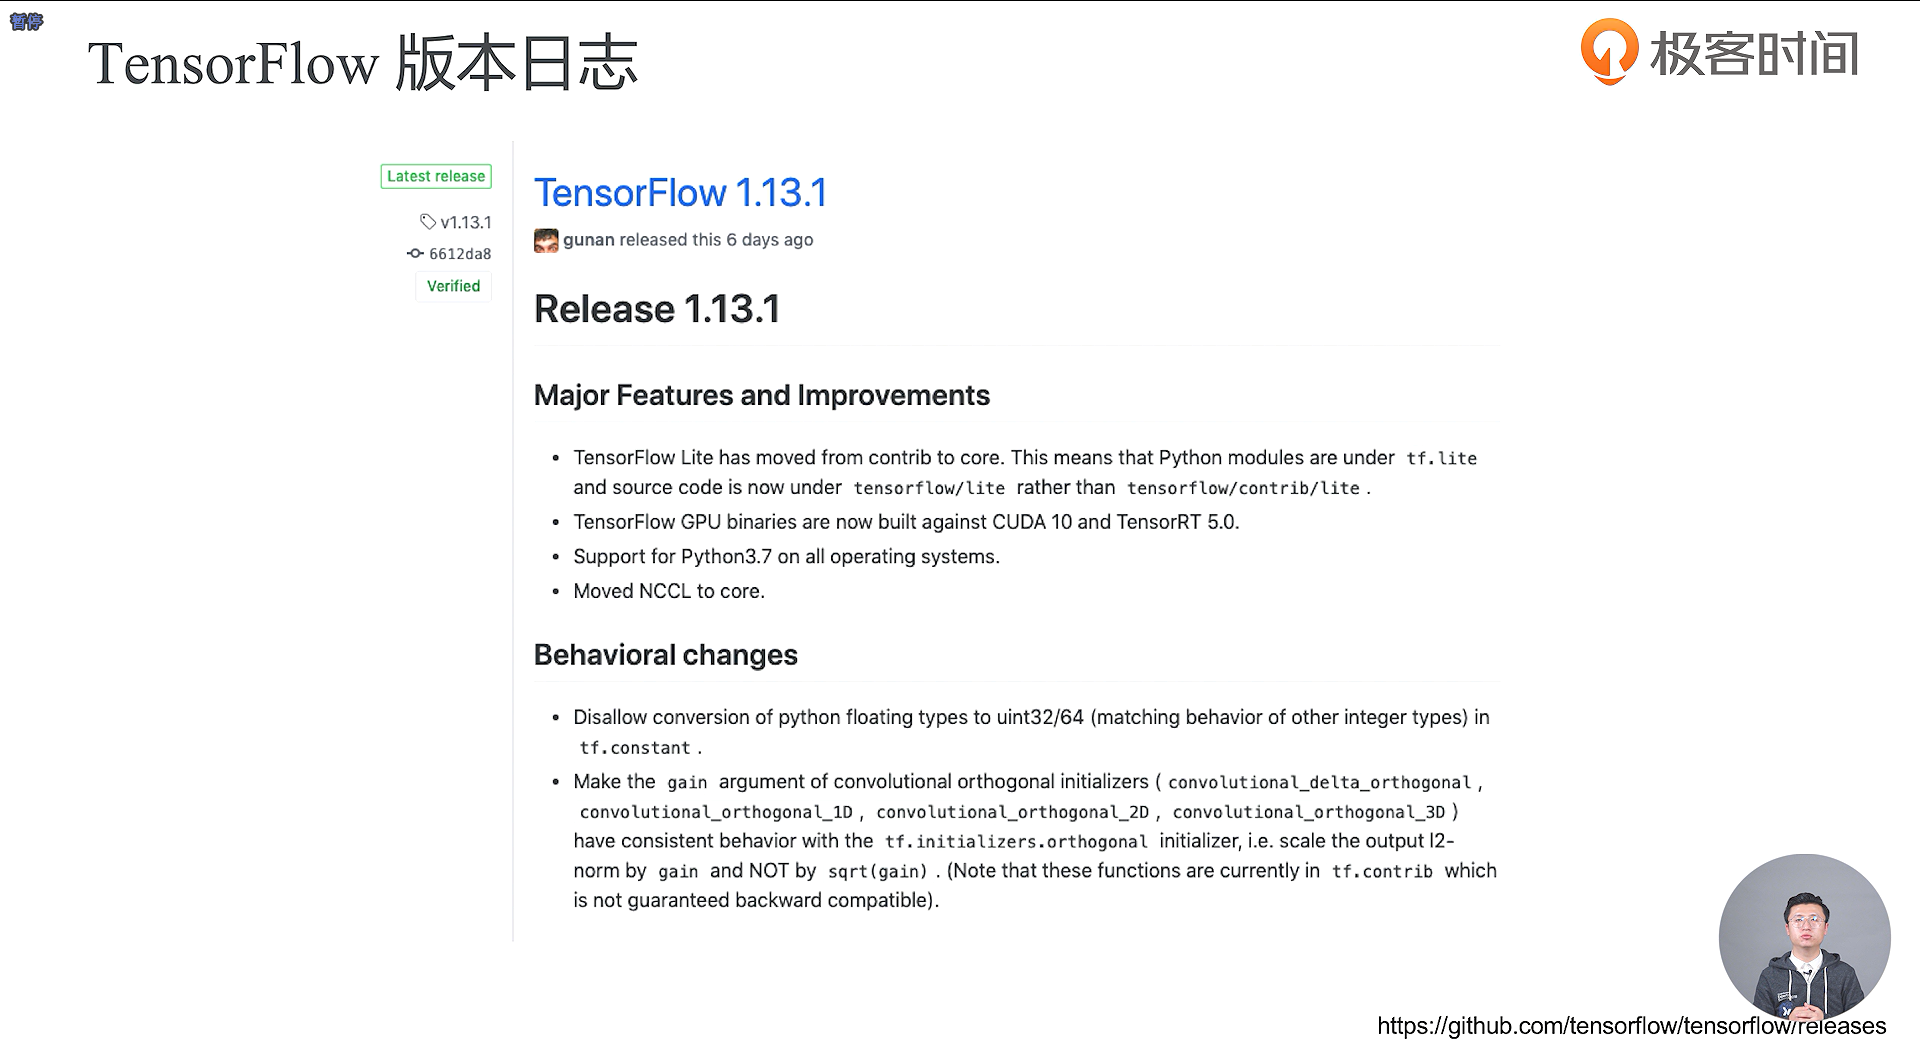 暂停
TensorFlow 版本日志
极客时间
Latest release
v1.13.1
6612da8
Verified
TensorFlow 1.13.1
gunan released this 6 days ago
Release 1.13.1
Major Features and Improvements
• TensorFlow Lite has moved from contrib to core. This means that Python modules are under tf.lite
and source code is now under tensorflow/lite rather than tensorflow/contrib/lite .
• TensorFlow GPU binaries are now built against CUDA 10 and TensorRT 5.0.
• Support for Python3.7 on all operating systems.
• Moved NCCL to core.
Behavioral changes
• Disallow conversion of python floating types to uint32/64 (matching behavior of other integer types) in
tf.constant .
• Make the gain argument of convolutional orthogonal initializers ( convolutional_delta_orthogonal ,
convolutional_orthogonal_1D , convolutional_orthogonal_2D , convolutional_orthogonal_3D )
have consistent behavior with the tf.initializers.orthogonal initializer, i.e. scale the output l2-
norm by gain and NOT by sqrt(gain) . (Note that these functions are currently in tf.contrib which
is not guaranteed backward compatible).
https://github.com/tensorflow/tensorflow/releases